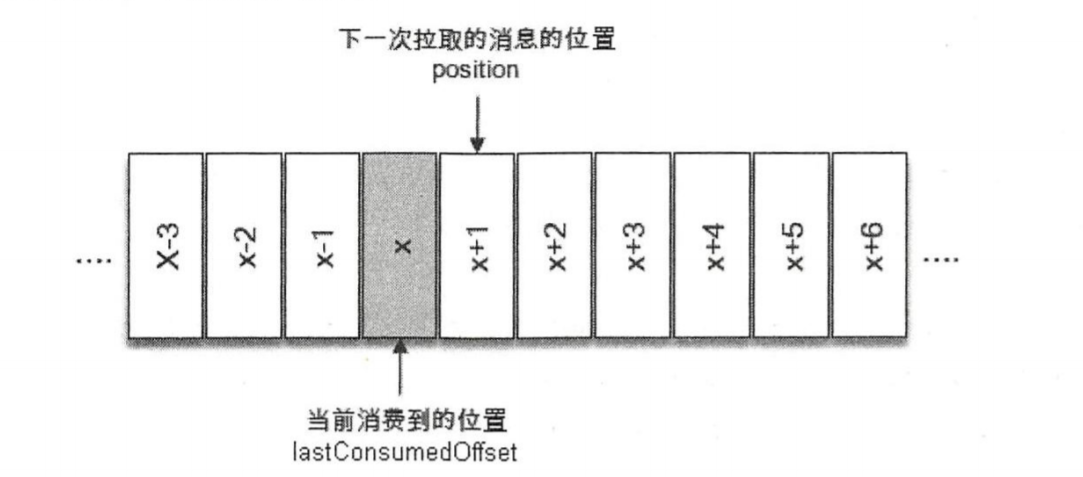 下一次拉取的消息的位置
position
.... X-3 x-2 x-1 x x+1 x+2 x+3 x+4 x+5 x+6 ....
当前消费到的位置
lastConsumedOffset